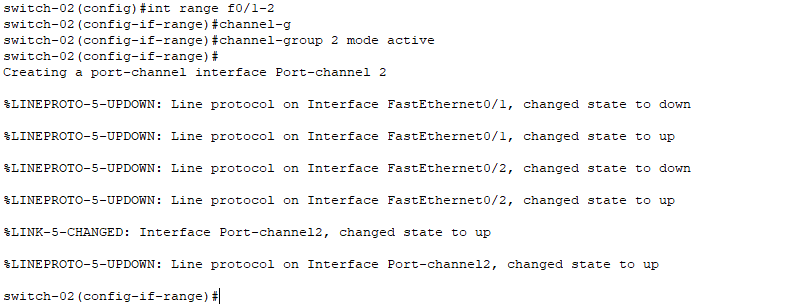 switch-02(config)#int range f0/1-2
switch-02(config-if-range)#channel-g
switch-02(config-if-range)#channel-group 2 mode active
switch-02(config-if-range)#
Creating a port-channel interface Port-channel 2
%LINEPROTO-5-UPDOWN: Line protocol on Interface FastEthernet0/1, changed state to down
%LINEPROTO-5-UPDOWN: Line protocol on Interface FastEthernet0/1, changed state to up
%LINEPROTO-5-UPDOWN: Line protocol on Interface FastEthernet0/2, changed state to down
%LINEPROTO-5-UPDOWN: Line protocol on Interface FastEthernet0/2, changed state to up
%LINK-5-CHANGED: Interface Port-channel2, changed state to up
%LINEPROTO-5-UPDOWN: Line protocol on Interface Port-channel2, changed state to up
switch-02(config-if-range)#